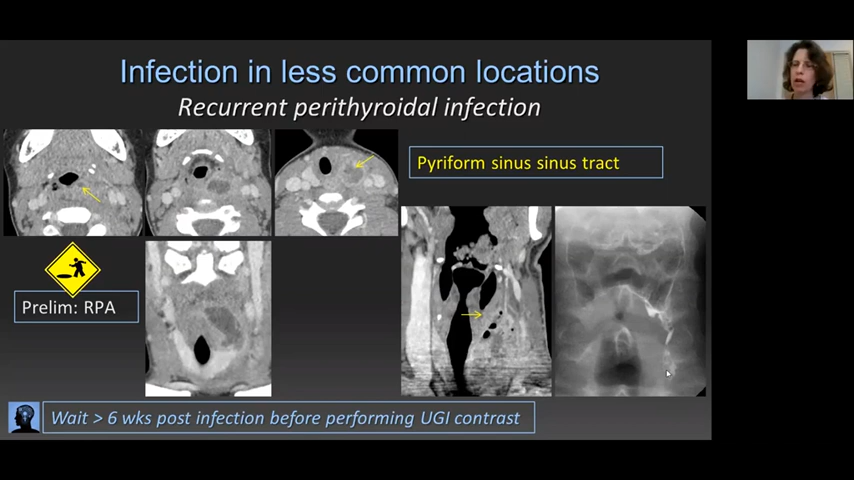 Infection in less common locations
Recurrent perithyroidal infection
Pyriform sinus sinus tract
Prelim: RPA
Wait > 6 wks post infection before performing UGI contrast